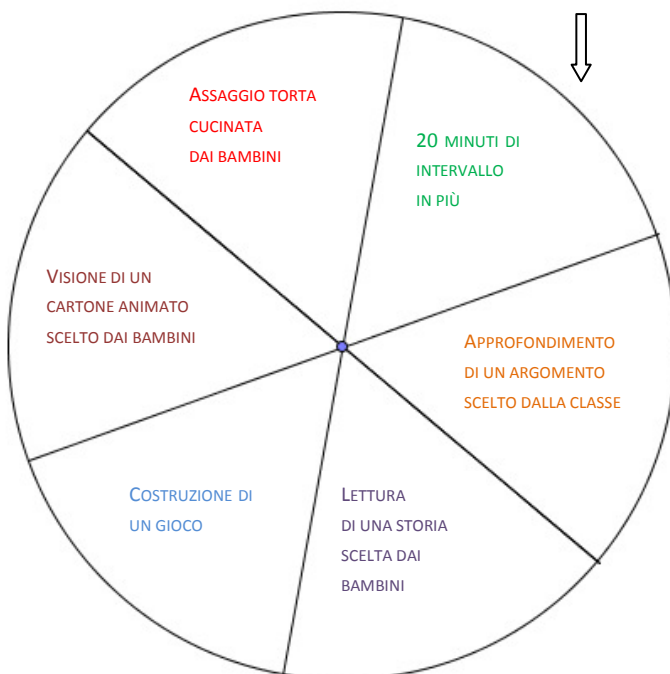 ASSAGGIO TORTA
CUCINATA
DAI BAMBINI
20 MINUTI DI
INTERVALLO
IN PIÙ
VISIONE DI UN
CARTONE ANIMATO
SCELTO DAI BAMBINI
APPROFONDIMENTO
DI UN ARGOMENTO
SCELTO DALLA CLASSE
COSTRUZIONE DI
UN GIOCO
LETTURA
DI UNA STORIA
SCELTA DAI
BAMBINI